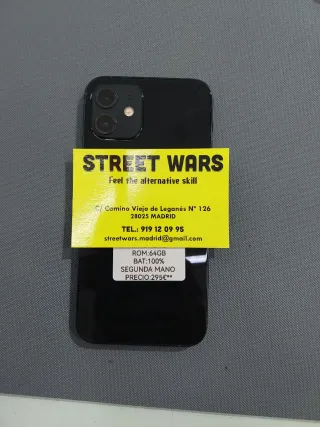 STREET WARS
Feel the alternative skill
C/ Camino Viejo de Leganés Nº 126
28025 MADRID
TEL.: 919 12 09 95
streetwars.madrid@gmail.com
ROM:64GB
BAT:100%
SEGUNDA MANO
PRECIO:295€**